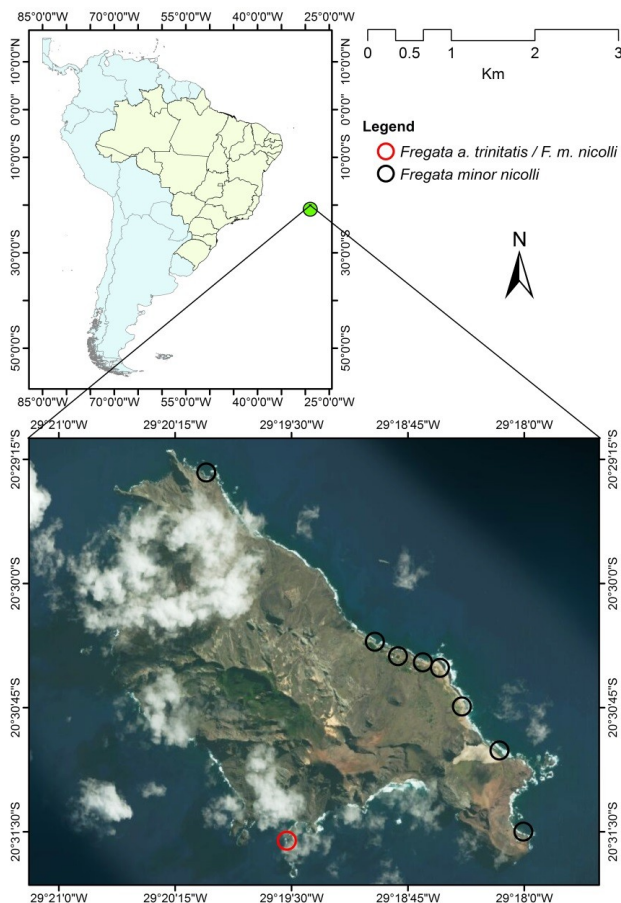 85°0'0"W 70°0'0"W 55°0'0"W 40°0'0"W 25°0'0"W
10°0'0"N
0°0'0"
10°0'0"S
30°0'0"S
50°0'0"S
10°0'0"N
0°0'0"
10°0'0"S
30°0'0"S
50°0'0"S
85°0'0"W 70°0'0"W 55°0'0"W 40°0'0"W 25°0'0"W
0 0.5 1 2 3
Km
Legend
Fregata a. trinitatis / F. m. nicolli
Fregata minor nicolli
N
29°21'0"W 29°20'15"W 29°19'30"W 29°18'45"W 29°18'0"W
20°29'15"S
20°30'0"S
20°30'45"S
20°31'30"S
20°29'15"S
20°30'0"S
20°30'45"S
20°31'30"S
29°21'0"W 29°20'15"W 29°19'30"W 29°18'45"W 29°18'0"W